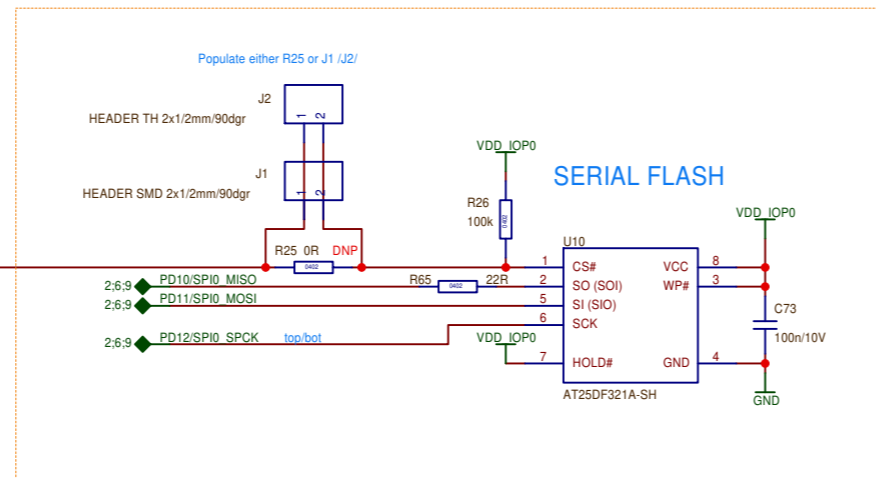 Populate either R25 or J1 /J2/
J2
HEADER TH 2x1/2mm/90dgr
1 2
J1
HEADER SMD 2x1/2mm/90dgr
1 2
VDD_IOP0
SERIAL FLASH
R26
100k
0402
VDD_IOP0
R25 0R DNP
0402
U10
1 CS#
VCC 8
PD10/SPI0_MISO
2;6;9
R65 22R
0402
2 SO (SOI)
WP# 3
PD11/SPI0_MOSI
2;6;9
5 SI (SIO)
C73
100n/10V
6 SCK
PD12/SPI0_SPCK top/bot
2;6;9
VDD_IOP0
7 HOLD#
GND 4
AT25DF321A-SH
GND